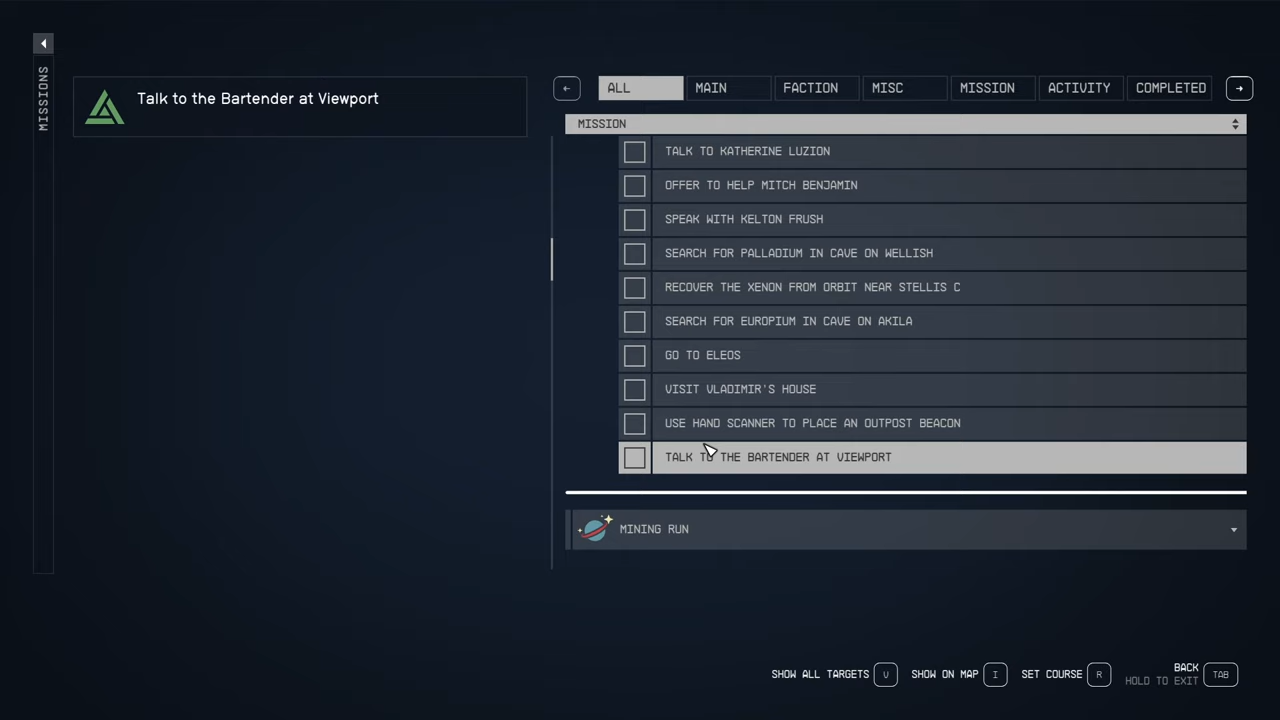 MISSIONS
Talk to the Bartender at Viewport
ALL MAIN FACTION MISC MISSION ACTIVITY COMPLETED
MISSION
TALK TO KATHERINE LUZION
OFFER TO HELP MITCH BENJAMIN
SPEAK WITH KELTON FRUSH
SEARCH FOR PALLADIUM IN CAVE ON WELLISH
RECOVER THE XENON FROM ORBIT NEAR STELLIS C
SEARCH FOR EUROPIUM IN CAVE ON AKILA
GO TO ELEOS
VISIT VLADIMIR'S HOUSE
USE HAND SCANNER TO PLACE AN OUTPOST BEACON
TALK TO THE BARTENDER AT VIEWPORT
MINING RUN
SHOW ALL TARGETS V SHOW ON MAP I SET COURSE R BACK TAB
HOLD TO EXIT